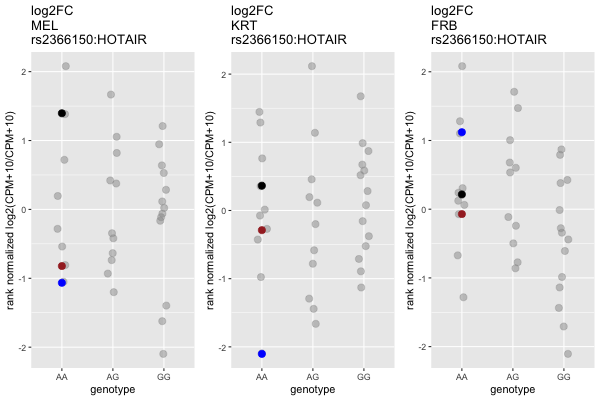 log2FC
MEL
rs2366150:HOTAIR
rank normalized log2(CPM+10/CPM+10)
2
1
0
-1
-2
AA
AG
GG
genotype
log2FC
KRT
rs2366150:HOTAIR
rank normalized log2(CPM+10/CPM+10)
2
1
0
-1
-2
AA
AG
GG
genotype
log2FC
FRB
rs2366150:HOTAIR
rank normalized log2(CPM+10/CPM+10)
2
1
0
-1
-2
AA
AG
GG
genotype